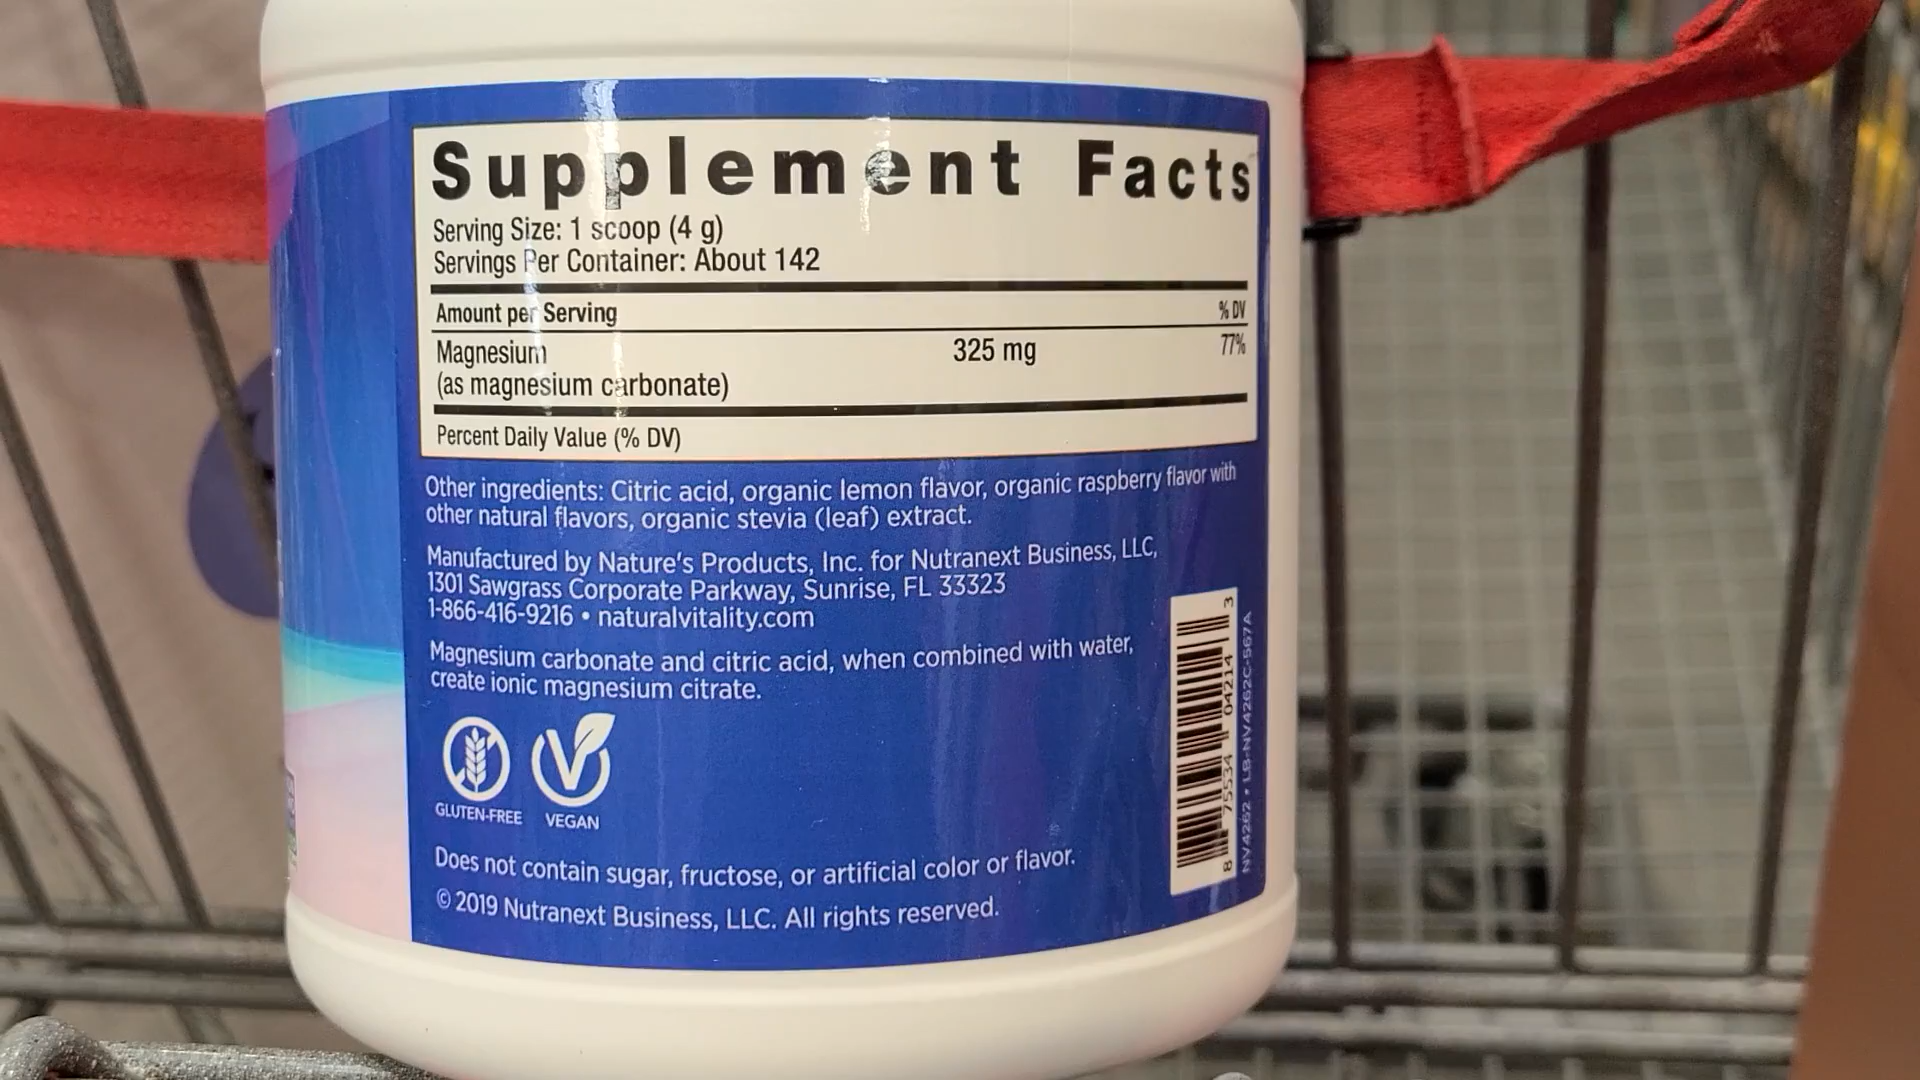 Supplement Facts
Serving Size: 1 scoop (4 g)
Servings Per Container: About 142
Amount per Serving % DV
Magnesium 325 mg 77%
(as magnesium carbonate)
Percent Daily Value (% DV)
Other ingredients: Citric acid, organic lemon flavor, organic raspberry flavor with
other natural flavors, organic stevia (leaf) extract.
Manufactured by Nature's Products, Inc. for Nutranext Business, LLC,
1301 Sawgrass Corporate Parkway, Sunrise, FL 33323
1-866-416-9216 • naturalvitality.com
Magnesium carbonate and citric acid, when combined with water,
create ionic magnesium citrate.
GLUTEN-FREE VEGAN
Does not contain sugar, fructose, or artificial color or flavor.
© 2019 Nutranext Business, LLC. All rights reserved.
8 75534 04214 3
NV4262 • LB-NV4262C-567A